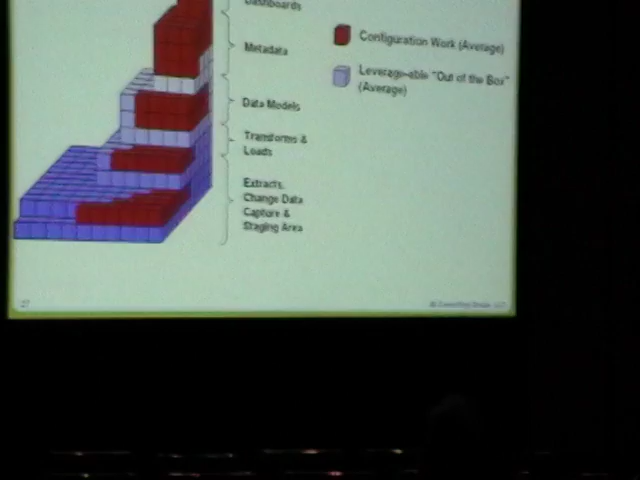 Dashboards
Metadata
Data Models
Transforms &
Loads
Extracts,
Change Data
Capture &
Staging Area
Configuration Work (Average)
Leverage-able "Out of the Box"
(Average)